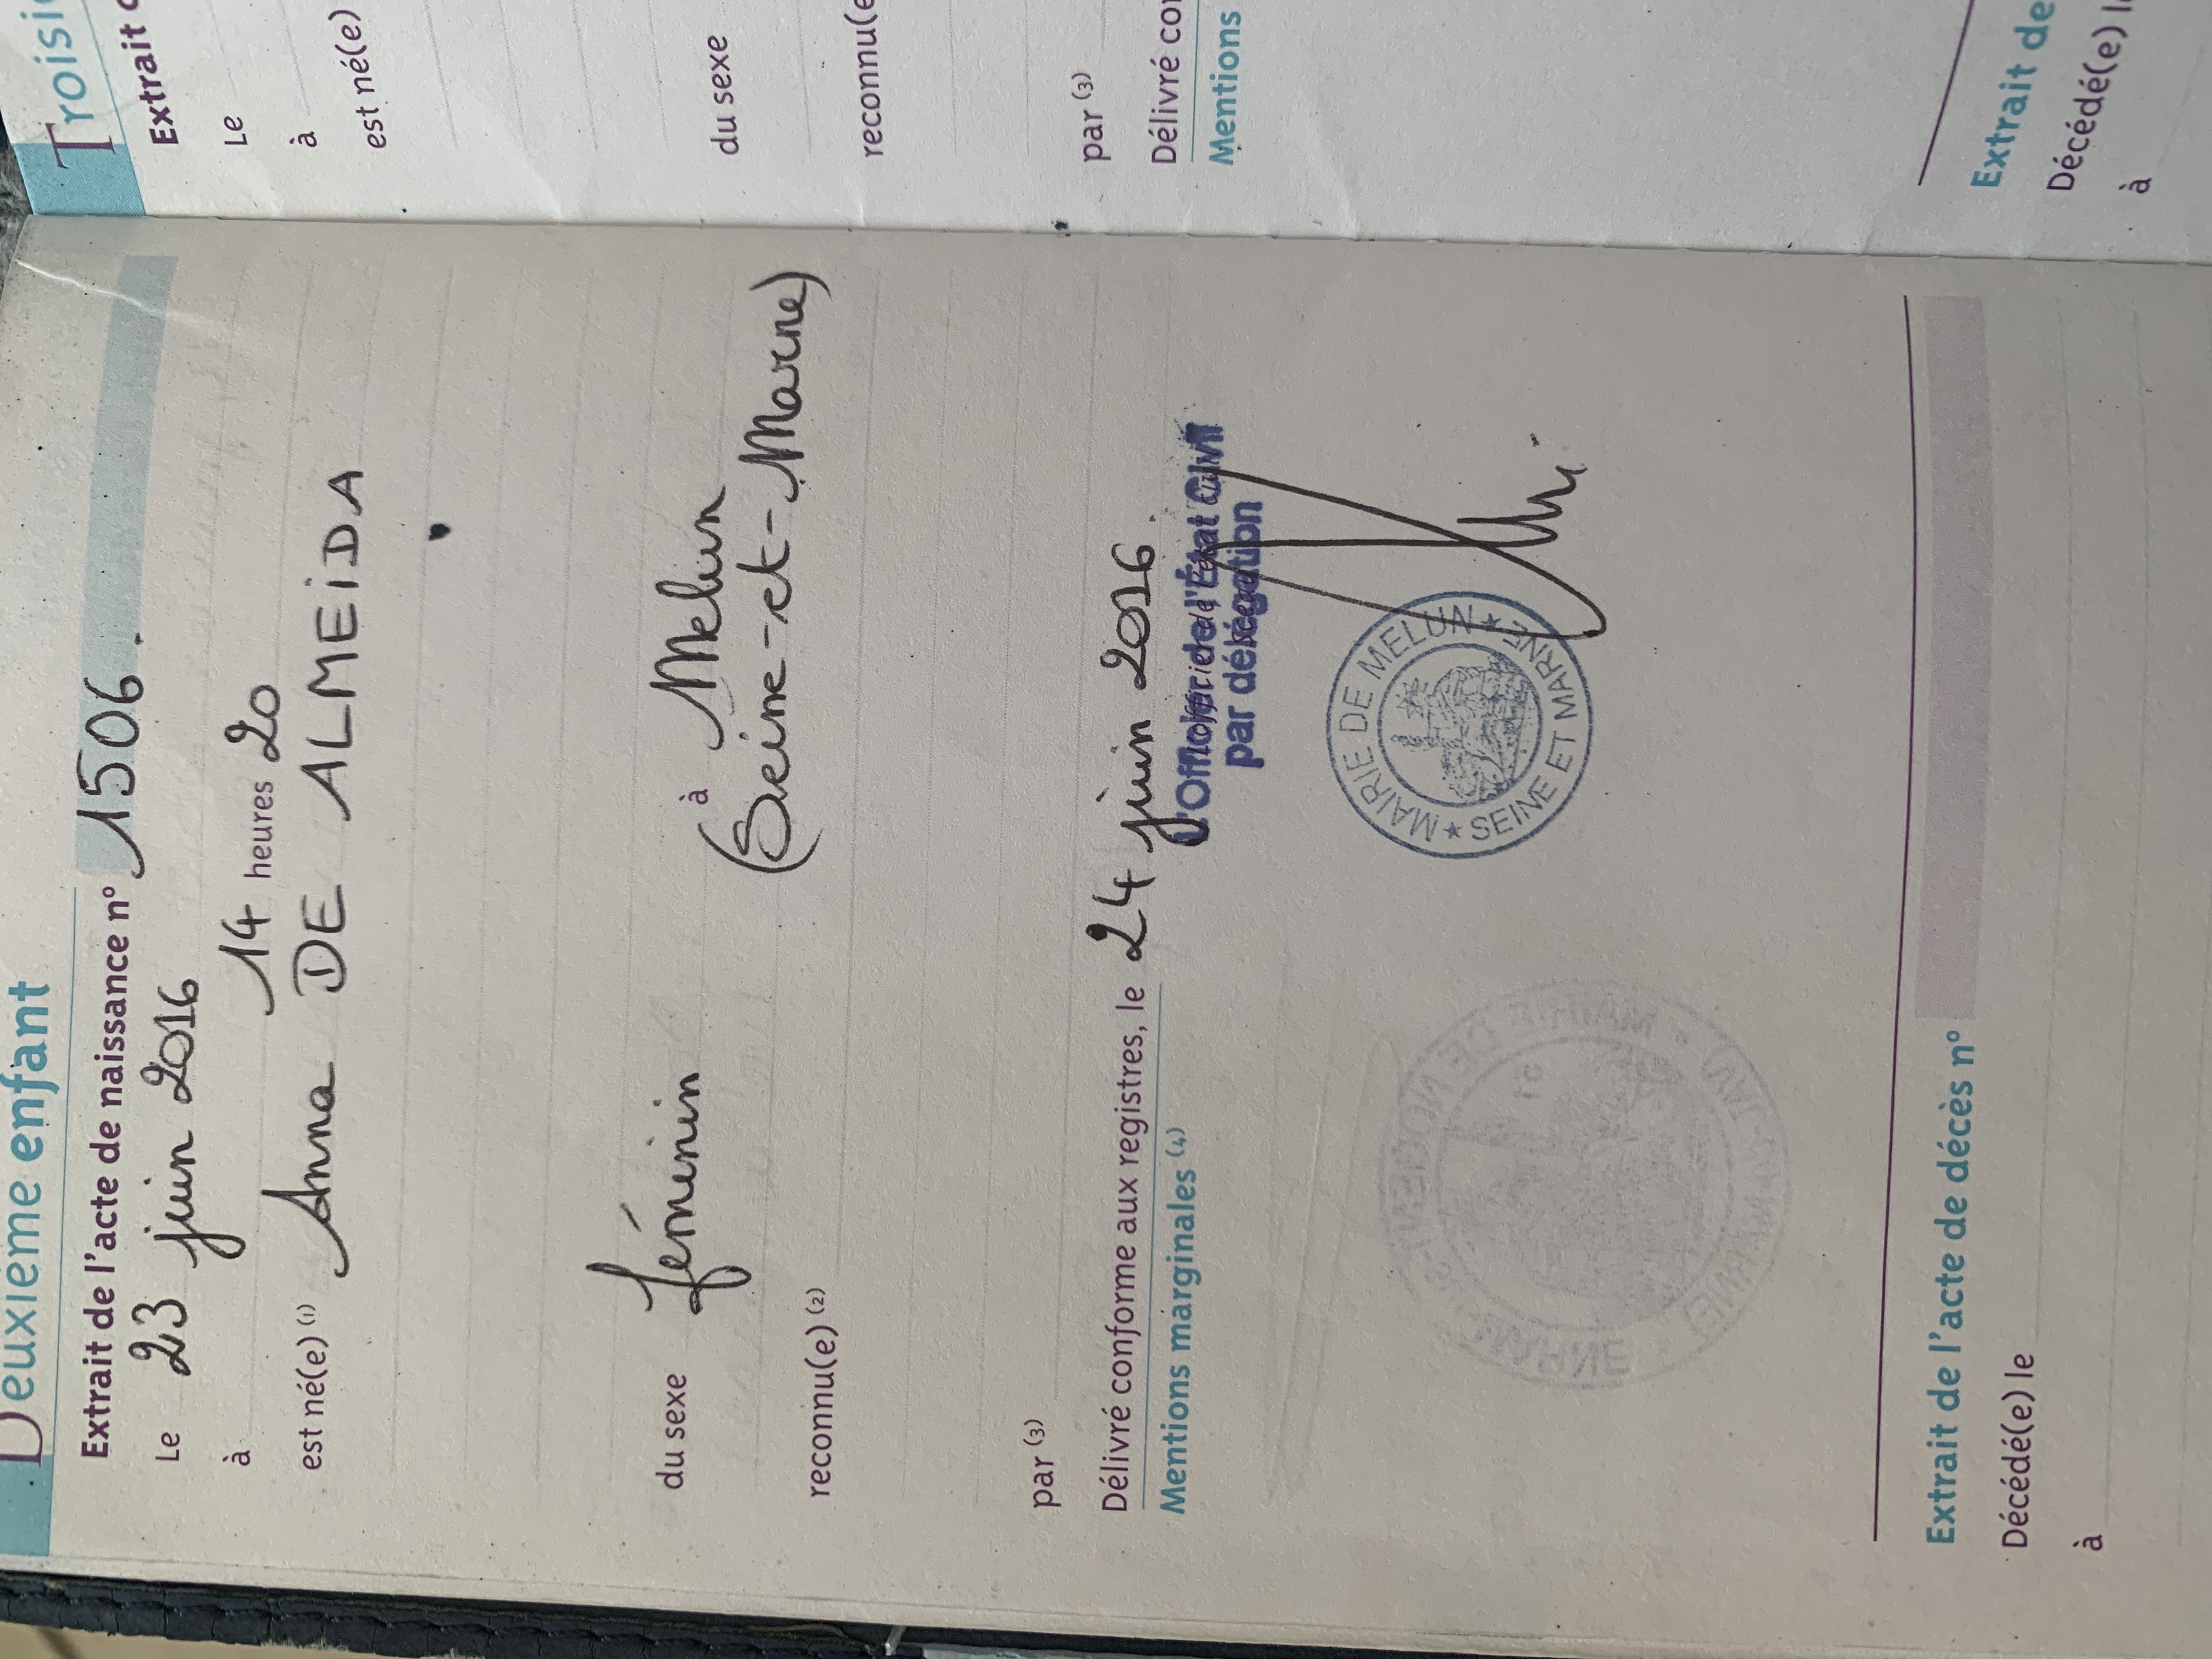 Deuxième enfant
Extrait de l'acte de naissance n° 1506.
Le 23 juin 2016
à 14 heures 20
est né(e) (1) Anna DE ALMEiDA
du sexe féminin à Melun
(Seine-et-Marne)
reconnu(e) (2)
par (3)
Délivré conforme aux registres, le 24 juin 2016.
Mentions marginales (4)
L'Officier de l'État Civil
par délégation
MAIRIE DE MELUN
★ SEINE ET MARNE ★
Extrait de l'acte de décès n°
Décédé(e) le
à
Troisi
Extrait d
Le
à
est né(e)
du sexe
reconnu(e
par (3)
Délivré con
Mentions
Extrait de
Décédé(e) l
à